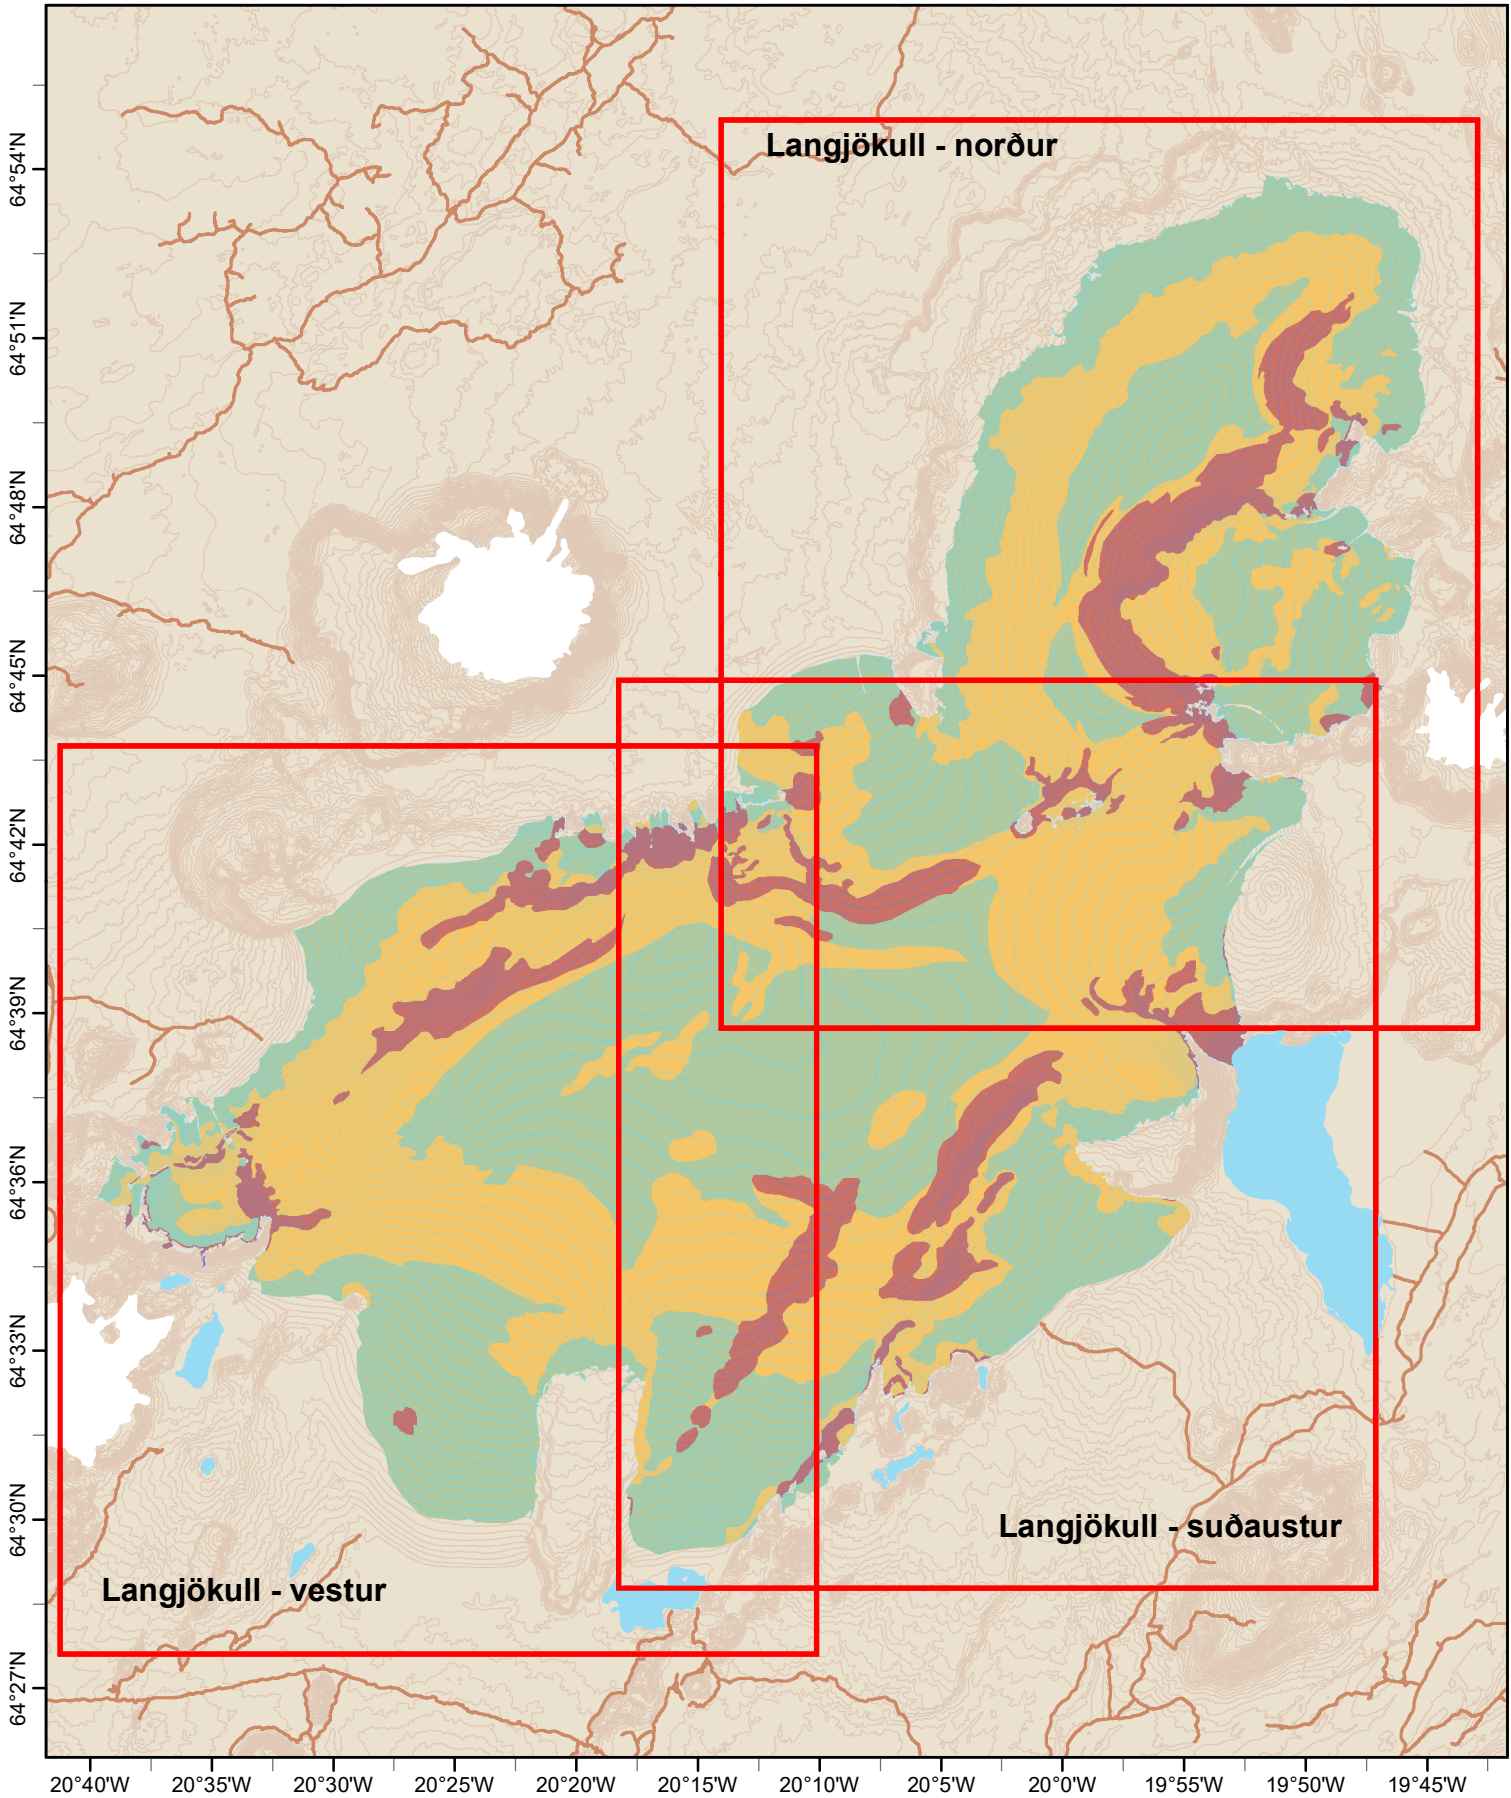 Langjökull - norður
Langjökull - suðaustur
Langjökull - vestur
64°54'N
64°51'N
64°48'N
64°45'N
64°42'N
64°39'N
64°36'N
64°33'N
64°30'N
64°27'N
20°40'W 20°35'W 20°30'W 20°25'W 20°20'W 20°15'W 20°10'W 20°5'W 20°0'W 19°55'W 19°50'W 19°45'W